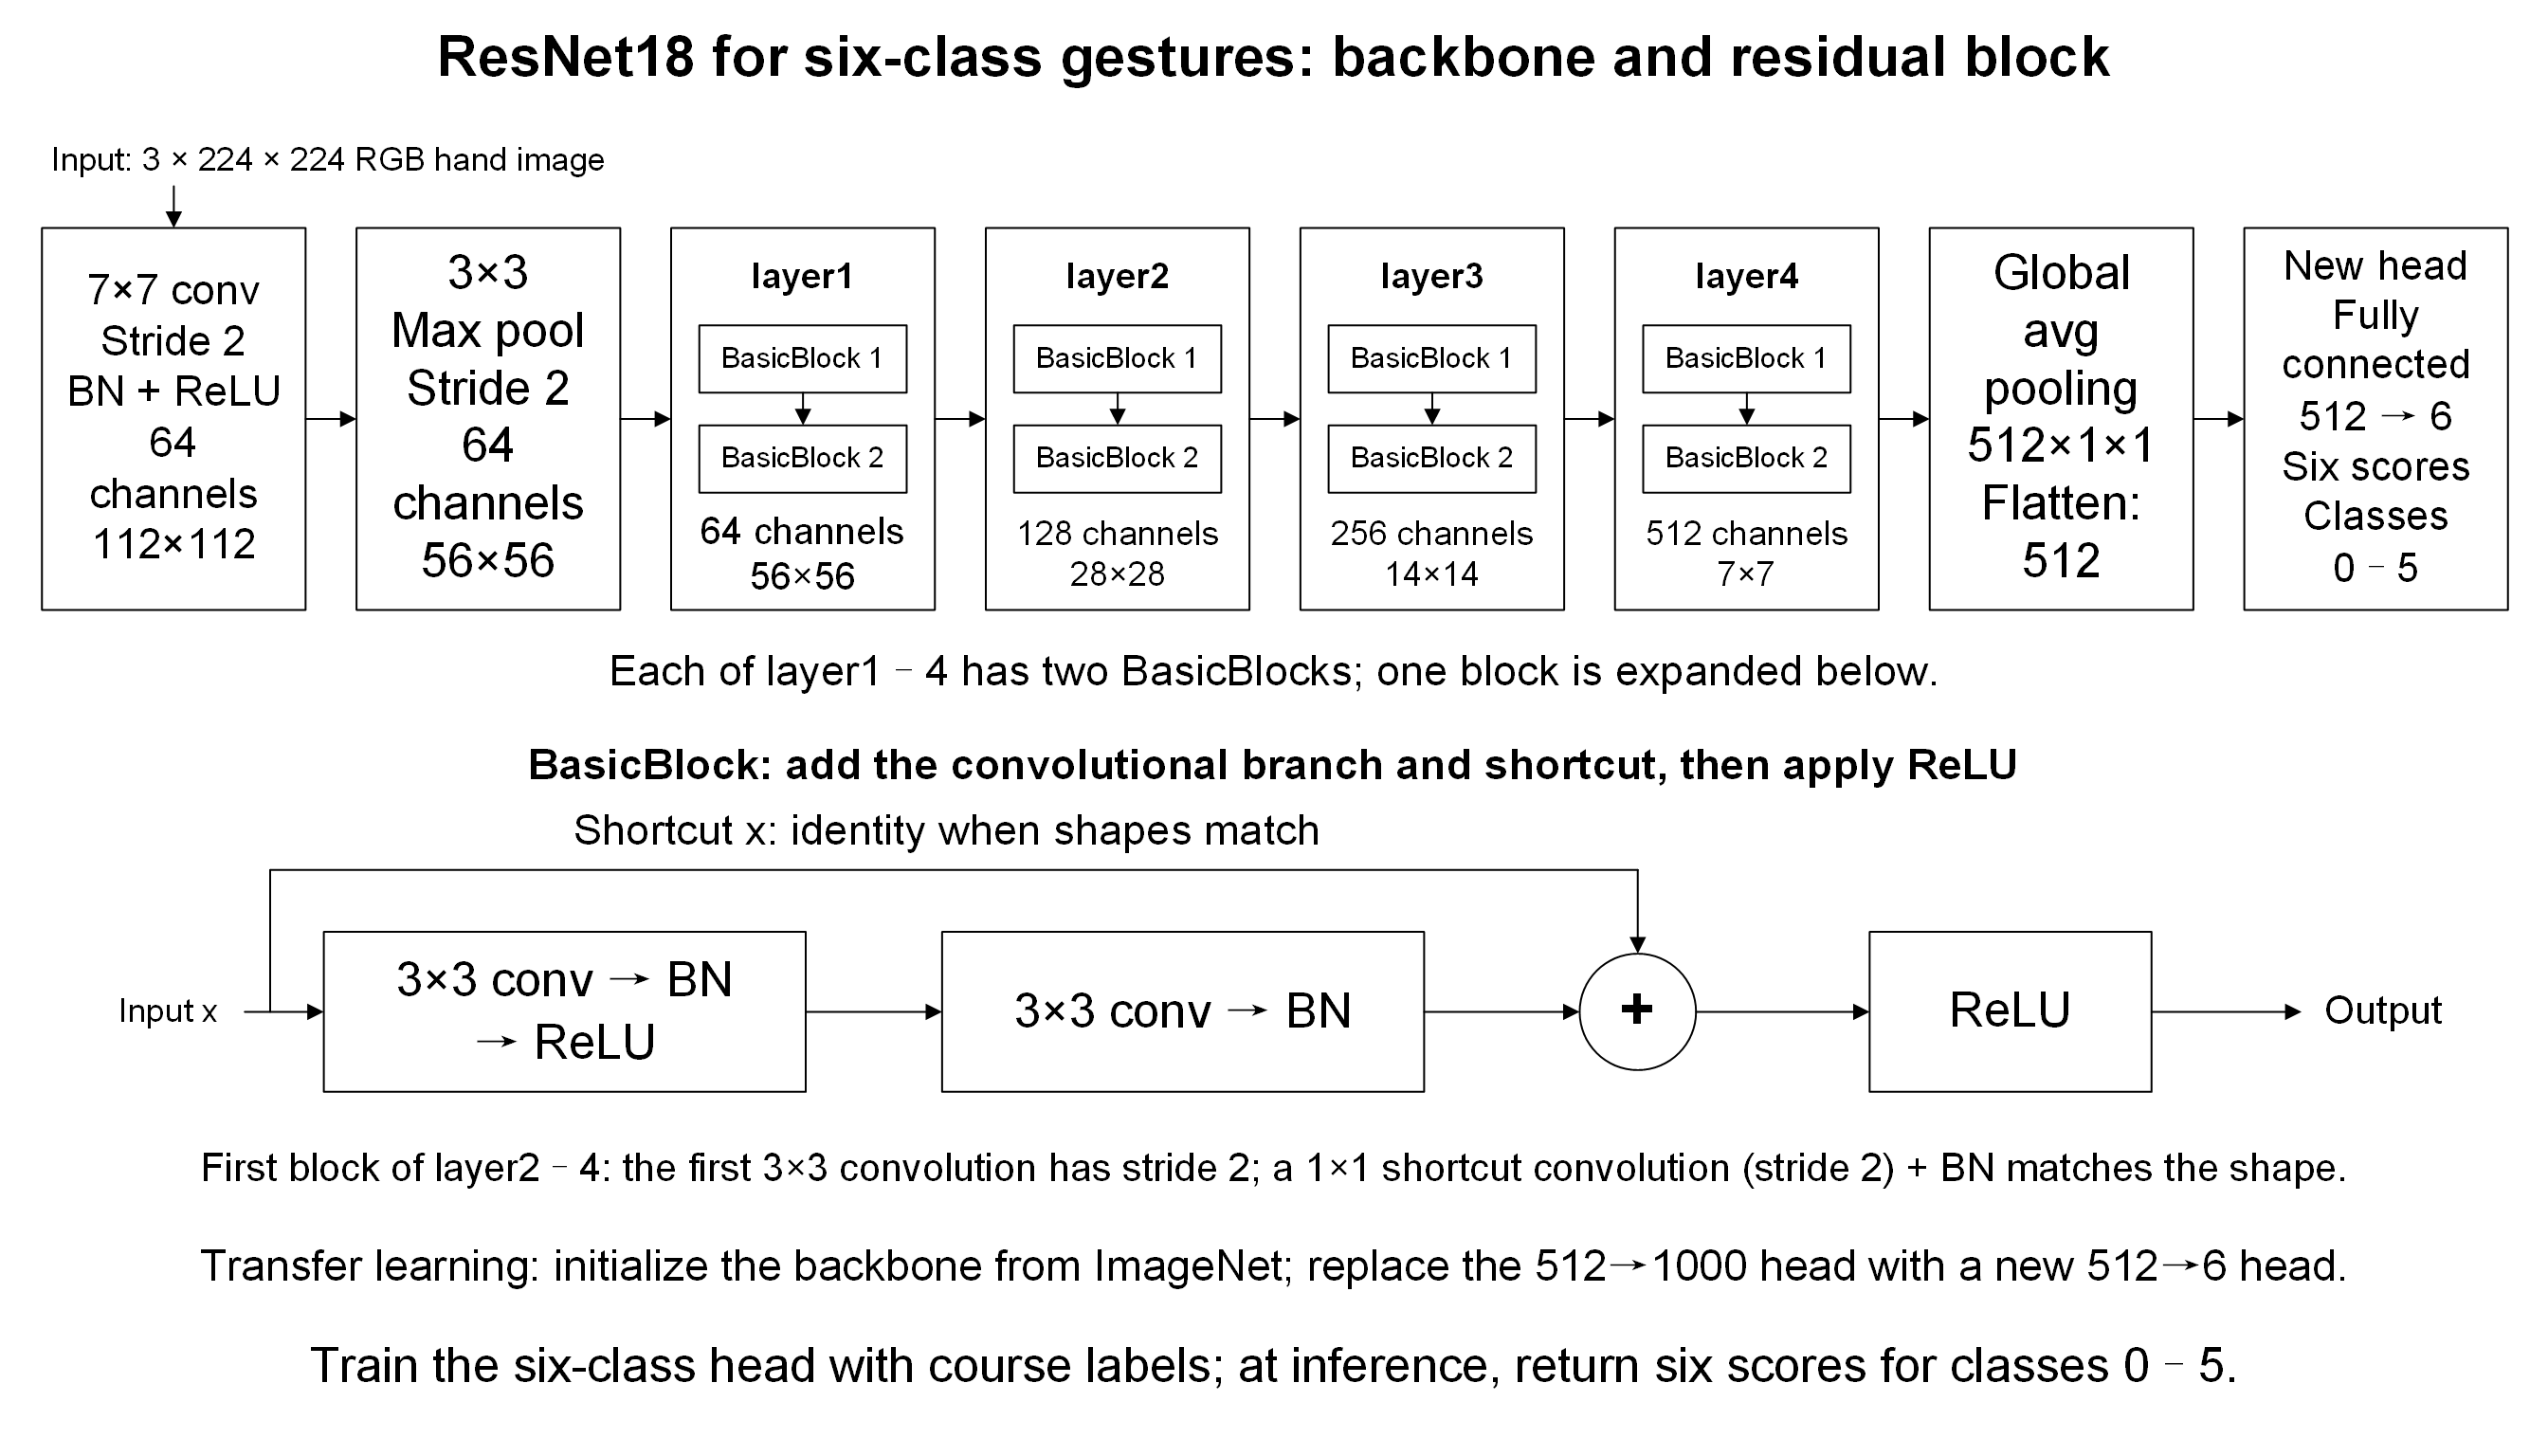 ResNet18 for six-class gestures: backbone and residual block
Input: 3 × 224 × 224 RGB hand image
7×7 conv
Stride 2
BN + ReLU
64
channels
112×112
3×3
Max pool
Stride 2
64
channels
56×56
layer1
BasicBlock 1
BasicBlock 2
64 channels
56×56
layer2
BasicBlock 1
BasicBlock 2
128 channels
28×28
layer3
BasicBlock 1
BasicBlock 2
256 channels
14×14
layer4
BasicBlock 1
BasicBlock 2
512 channels
7×7
Global
avg
pooling
512×1×1
Flatten:
512
New head
Fully
connected
512 → 6
Six scores
Classes
0 – 5
Each of layer1 – 4 has two BasicBlocks; one block is expanded below.
BasicBlock: add the convolutional branch and shortcut, then apply ReLU
Shortcut x: identity when shapes match
Input x
3×3 conv → BN
→ ReLU
3×3 conv → BN
+
ReLU
Output
First block of layer2 – 4: the first 3×3 convolution has stride 2; a 1×1 shortcut convolution (stride 2) + BN matches the shape.
Transfer learning: initialize the backbone from ImageNet; replace the 512→1000 head with a new 512→6 head.
Train the six-class head with course labels; at inference, return six scores for classes 0 – 5.